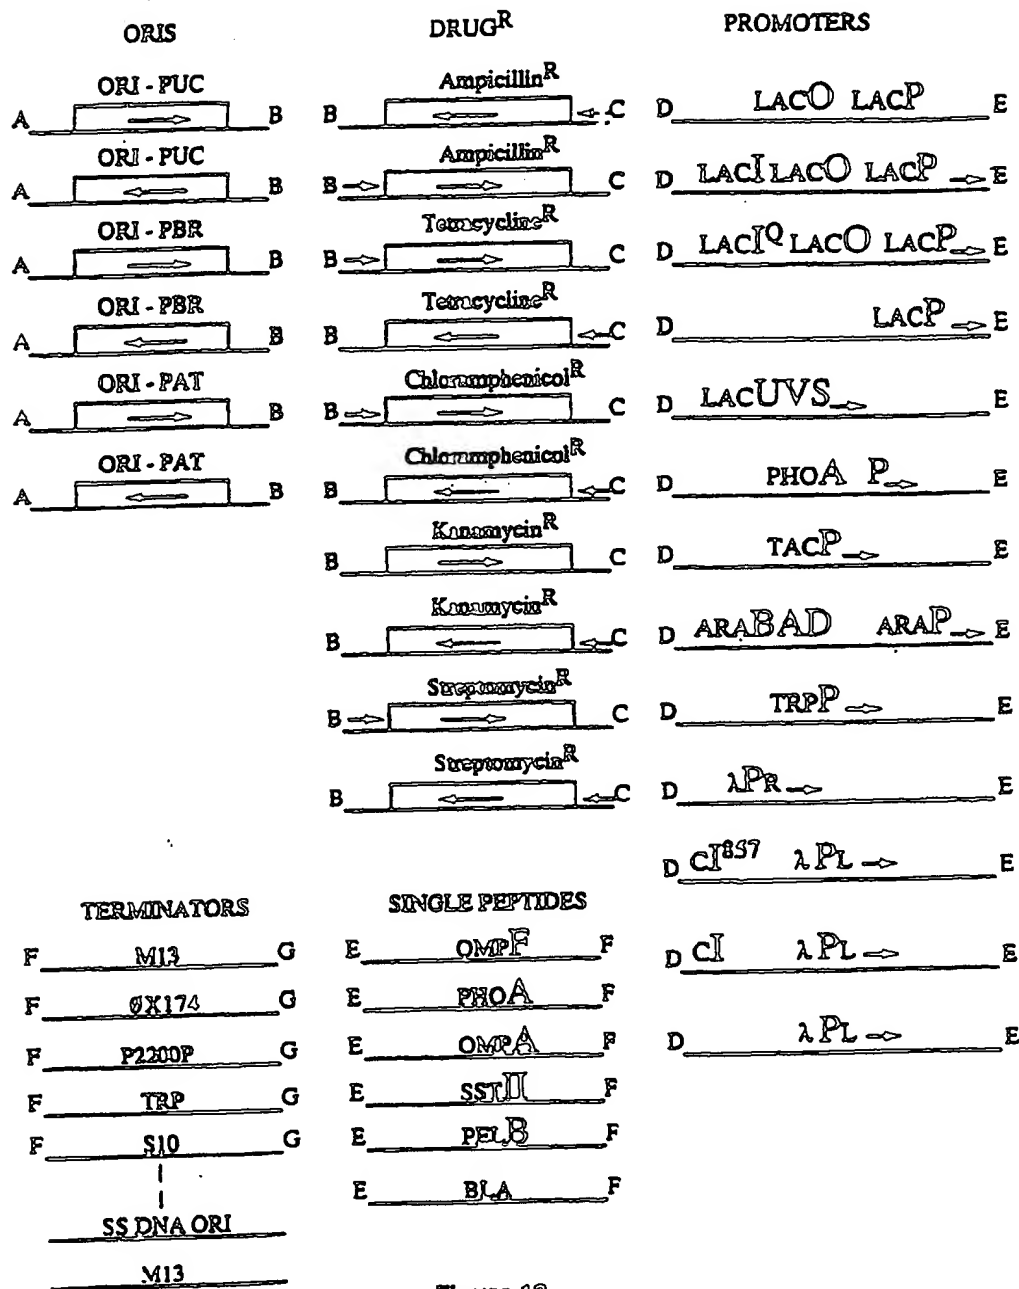 ORIS
ORI - PUC
A B
ORI - PUC
A B
ORI - PBR
A B
ORI - PBR
A B
ORI - PAT
A B
ORI - PAT
A B
DRUGR
AmpicillinR
B C
AmpicillinR
B C
TetracyclineR
B C
TetracyclineR
B C
ChloramphenicolR
B C
ChloramphenicolR
B C
KanamycinR
B C
KanamycinR
B C
StreptomycinR
B C
StreptomycinR
B C
PROMOTERS
D LACO LACP E
D LACI LACO LACP E
D LACIQ LACO LACP E
D LACP E
D LACUVS E
D PHOA P E
D TACP E
D ARABAD ARAP E
D TRPP E
D λPR E
D CI857 λPL E
D CI λPL E
D λPL E
TERMINATORS
F M13 G
F ØX174 G
F P2200P G
F TRP G
F S10 G
SS DNA ORI
M13
SINGLE PEPTIDES
E OMPF F
E PHOA F
E OMPA F
E SSTII F
E PELB F
E BLA F